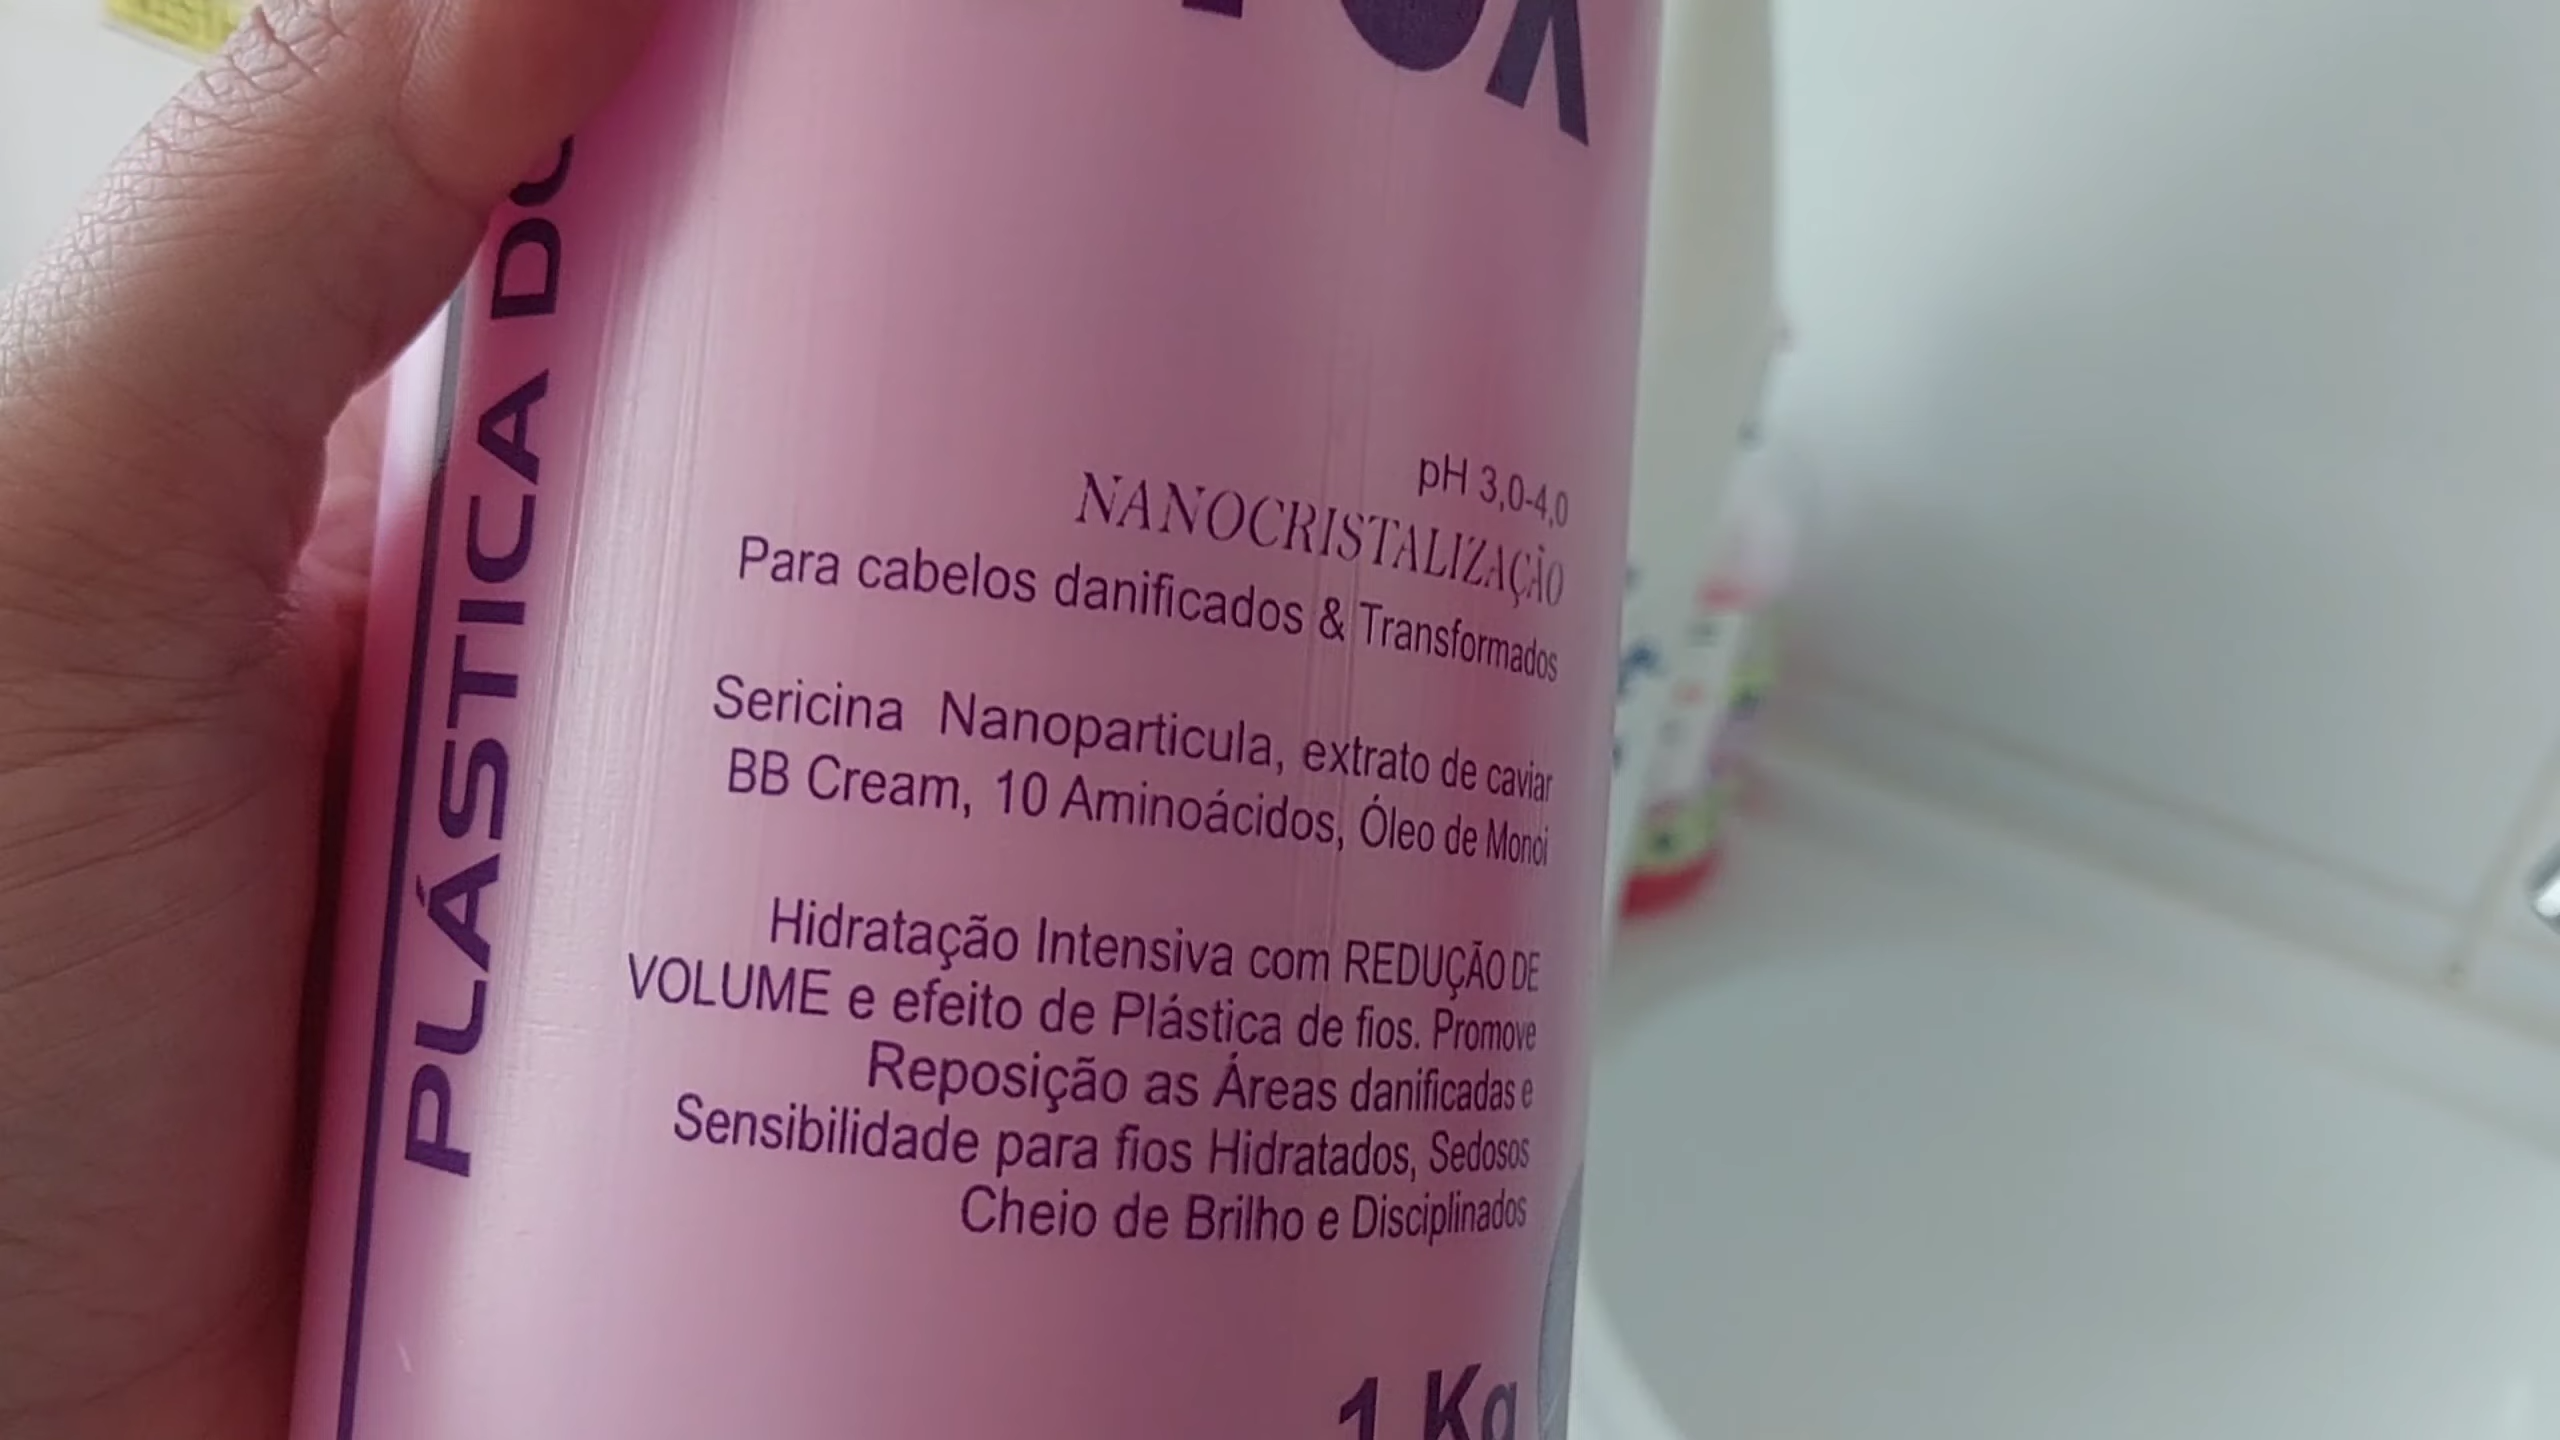 pH 3,0-4,0
NANOCRISTALIZAÇÃO
Para cabelos danificados & Transformados
Sericina Nanoparticula, extrato de caviar
BB Cream, 10 Aminoácidos, Óleo de Monoi
Hidratação Intensiva com REDUÇÃO DE
VOLUME e efeito de Plástica de fios. Promove
Reposição as Áreas danificadas e
Sensibilidade para fios Hidratados, Sedosos
Cheio de Brilho e Disciplinados
1 Kg
PLÁSTICA